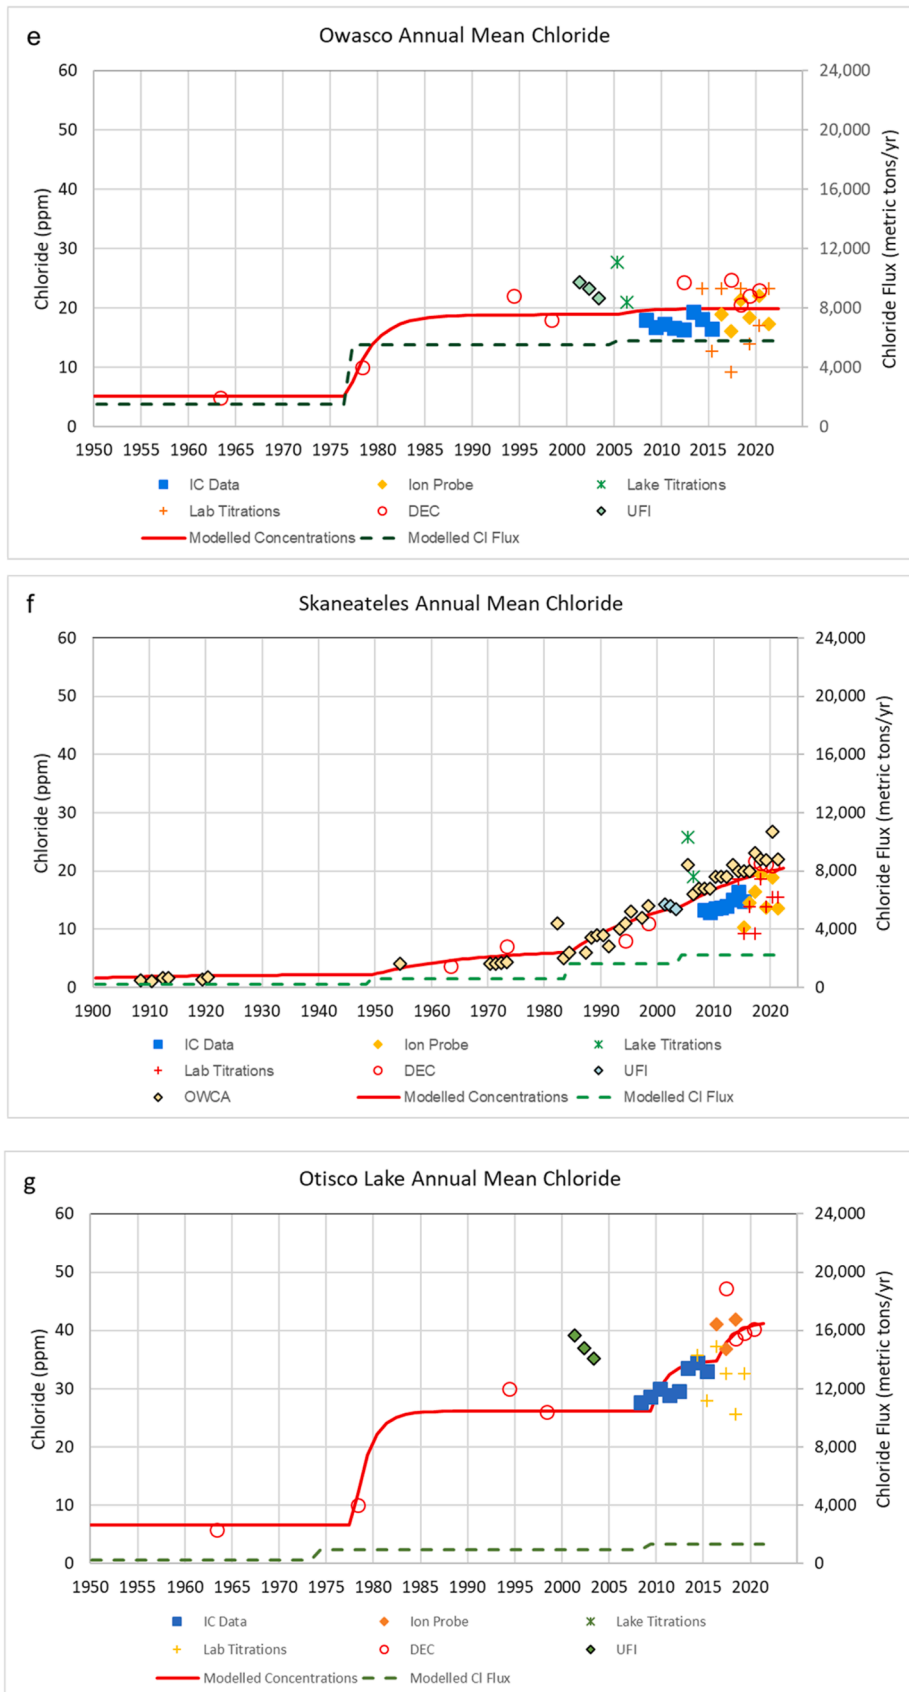 e
Owasco Annual Mean Chloride
60 24,000
50 20,000
40 16,000
30 12,000
20 8,000
10 4,000
0 0
Chloride (ppm)
Chloride Flux (metric tons/yr)
1950 1955 1960 1965 1970 1975 1980 1985 1990 1995 2000 2005 2010 2015 2020
IC Data Ion Probe Lake Titrations
Lab Titrations DEC UFI
Modelled Concentrations Modelled Cl Flux
f
Skaneateles Annual Mean Chloride
60 24,000
50 20,000
40 16,000
30 12,000
20 8,000
10 4,000
0 0
Chloride (ppm)
Chloride Flux (metric tons/yr)
1900 1910 1920 1930 1940 1950 1960 1970 1980 1990 2000 2010 2020
IC Data Ion Probe Lake Titrations
Lab Titrations DEC UFI
OWCA Modelled Concentrations Modelled Cl Flux
g
Otisco Lake Annual Mean Chloride
60 24,000
50 20,000
40 16,000
30 12,000
20 8,000
10 4,000
0 0
Chloride (ppm)
Chloride Flux (metric tons/yr)
1950 1955 1960 1965 1970 1975 1980 1985 1990 1995 2000 2005 2010 2015 2020
IC Data Ion Probe Lake Titrations
Lab Titrations DEC UFI
Modelled Concentrations Modelled Cl Flux